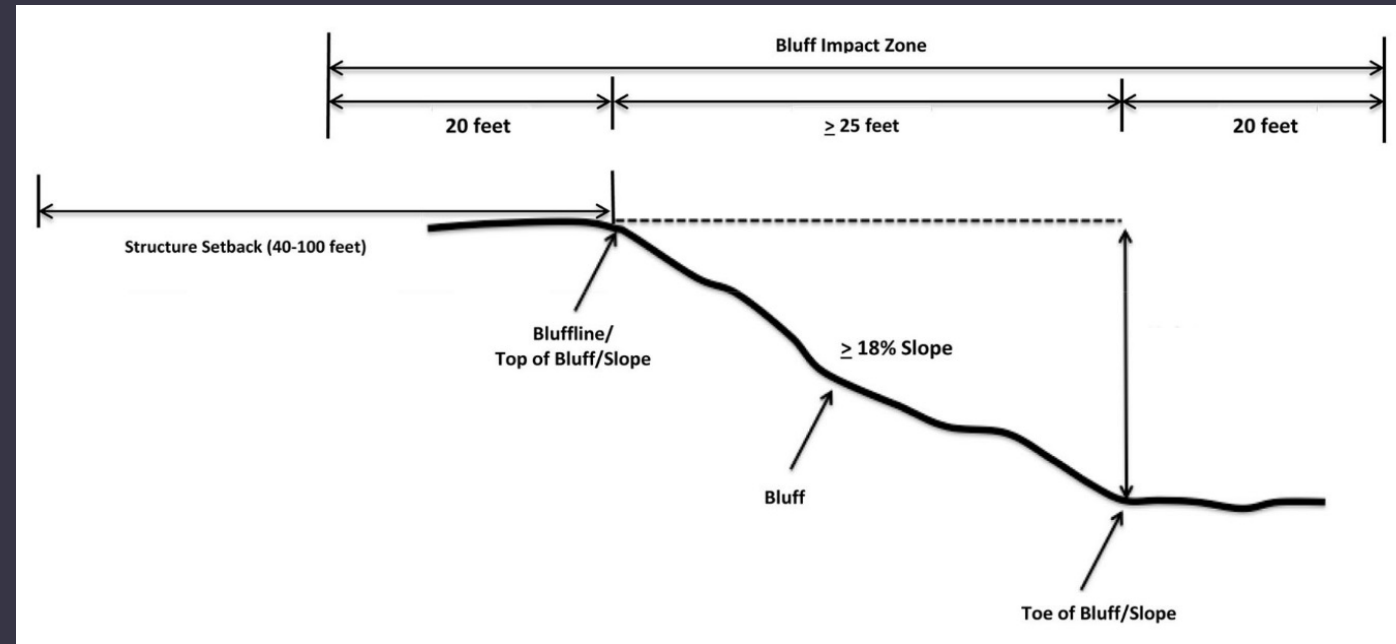 Bluff Impact Zone
20 feet
≥ 25 feet
20 feet
Structure Setback (40-100 feet)
Bluffline/
Top of Bluff/Slope
≥ 18% Slope
Bluff
Toe of Bluff/Slope